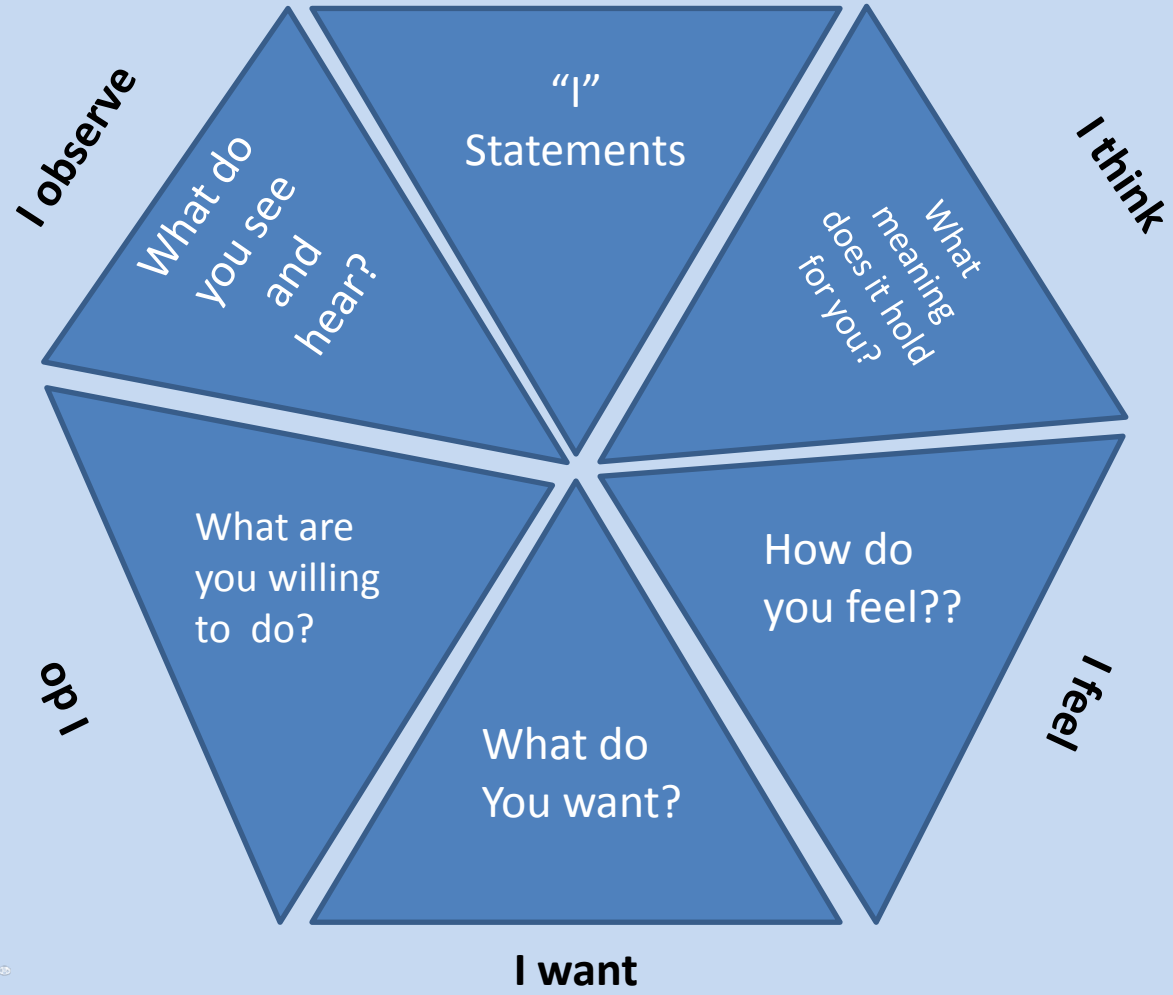 “I”
Statements
I think
What
meaning
does it hold
for you?
I feel
How do
you feel??
I want
What do
You want?
I do
What are
you willing
to do?
I observe
What do
you see
and
hear?